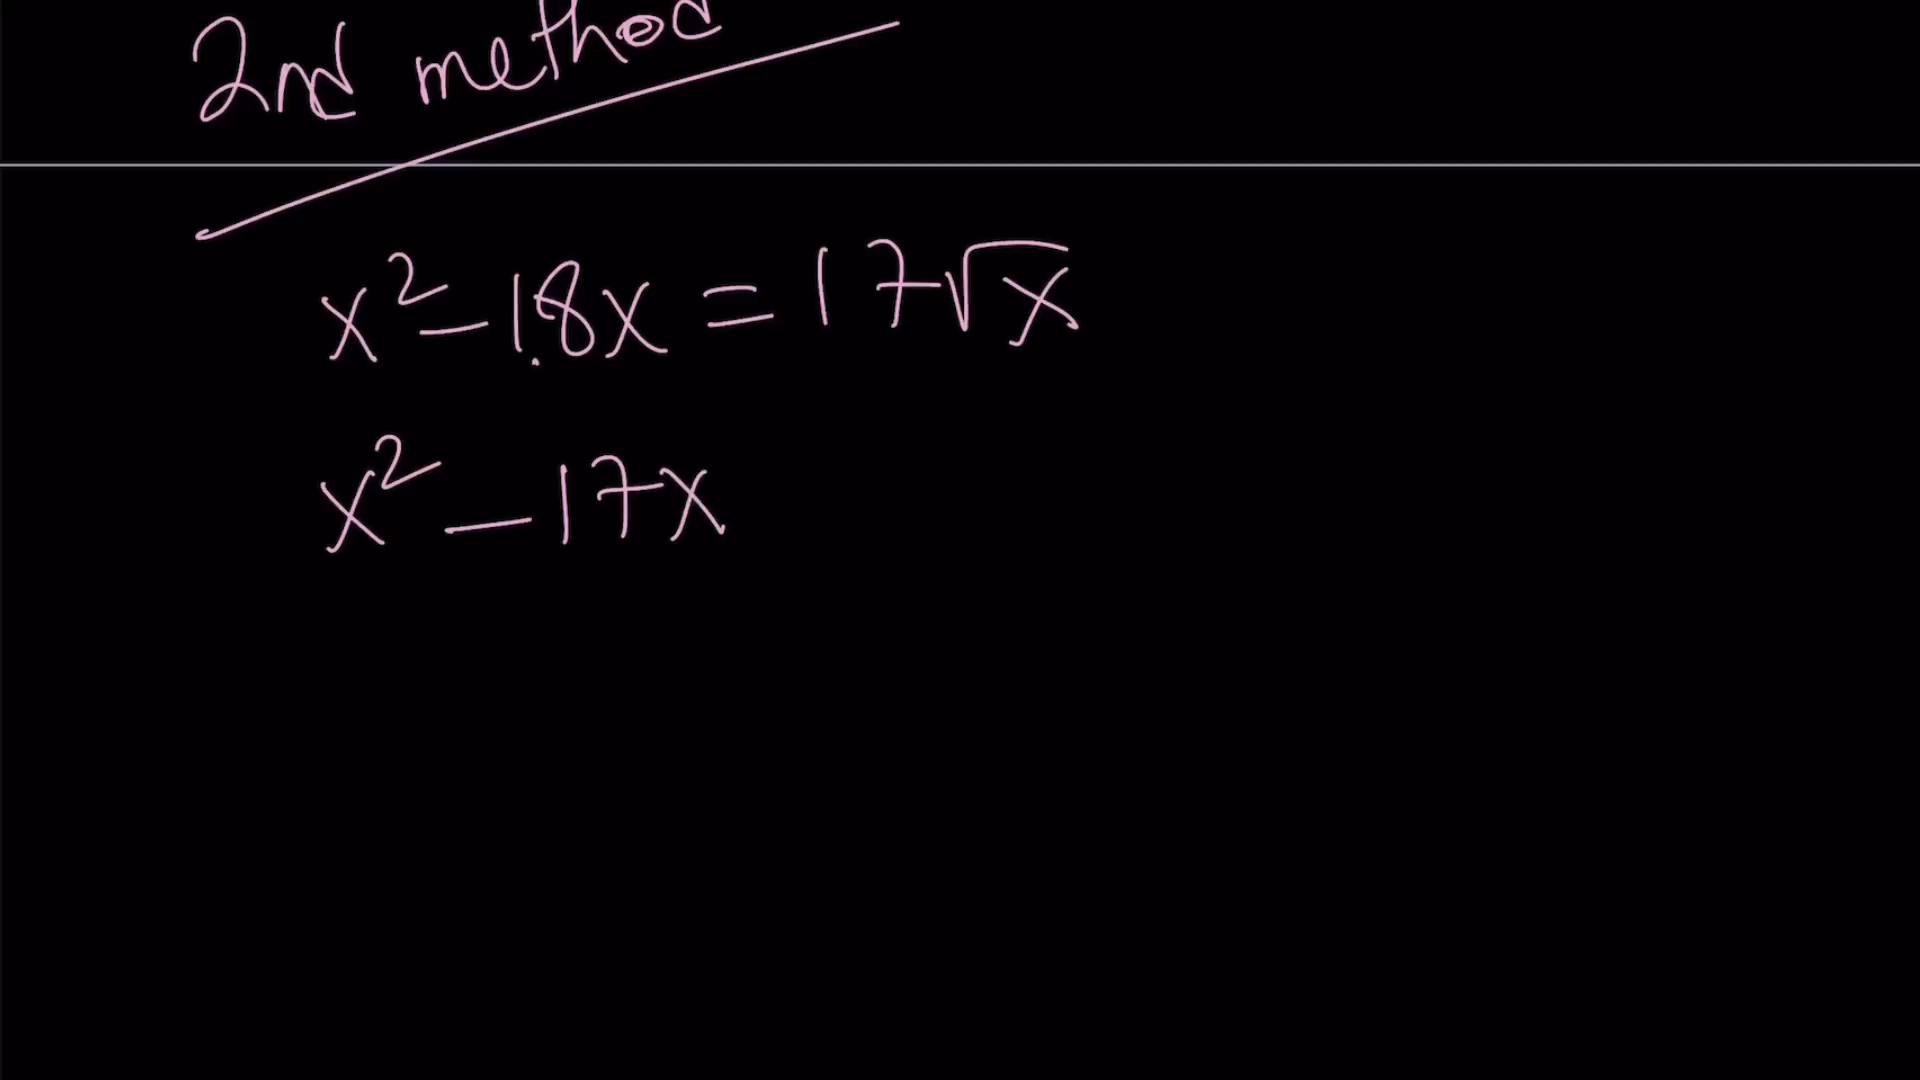 2nd method
x² - 18x = 17√x
x² - 17x